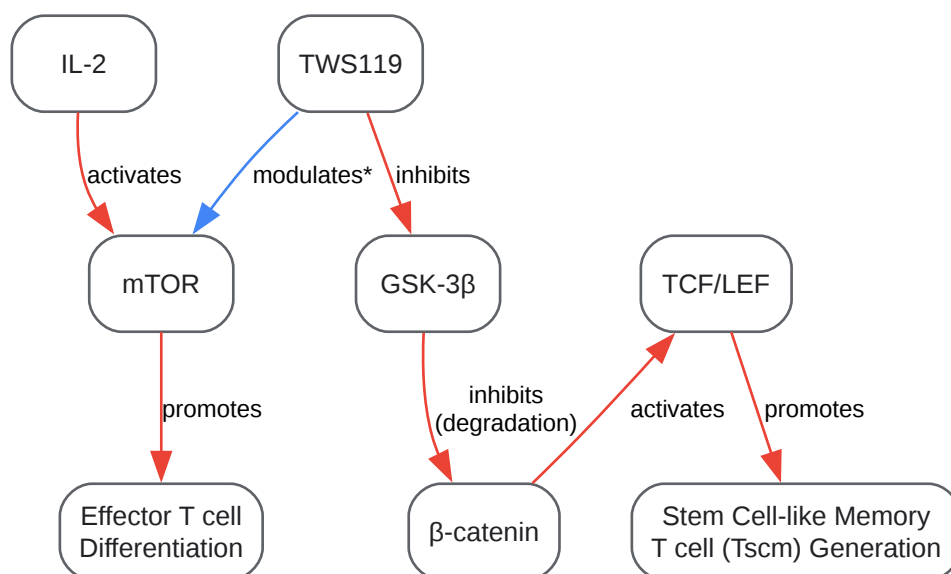 IL-2
TWS119
activates
modulates*
inhibits
mTOR
GSK-3β
TCF/LEF
promotes
inhibits
(degradation)
activates
promotes
Effector T cell
Differentiation
β-catenin
Stem Cell-like Memory
T cell (Tscm) Generation